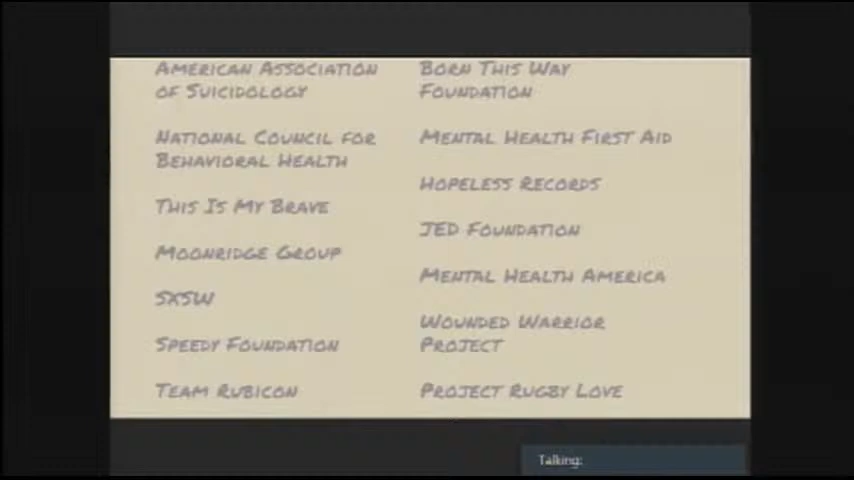 American Association
of Suicidology
National Council for
Behavioral Health
This Is My Brave
Moonridge Group
SXSW
Speedy Foundation
Team Rubicon
Born This Way
Foundation
Mental Health First Aid
Hopeless Records
JED Foundation
Mental Health America
Wounded Warrior
Project
Project Rugby Love
Talking: